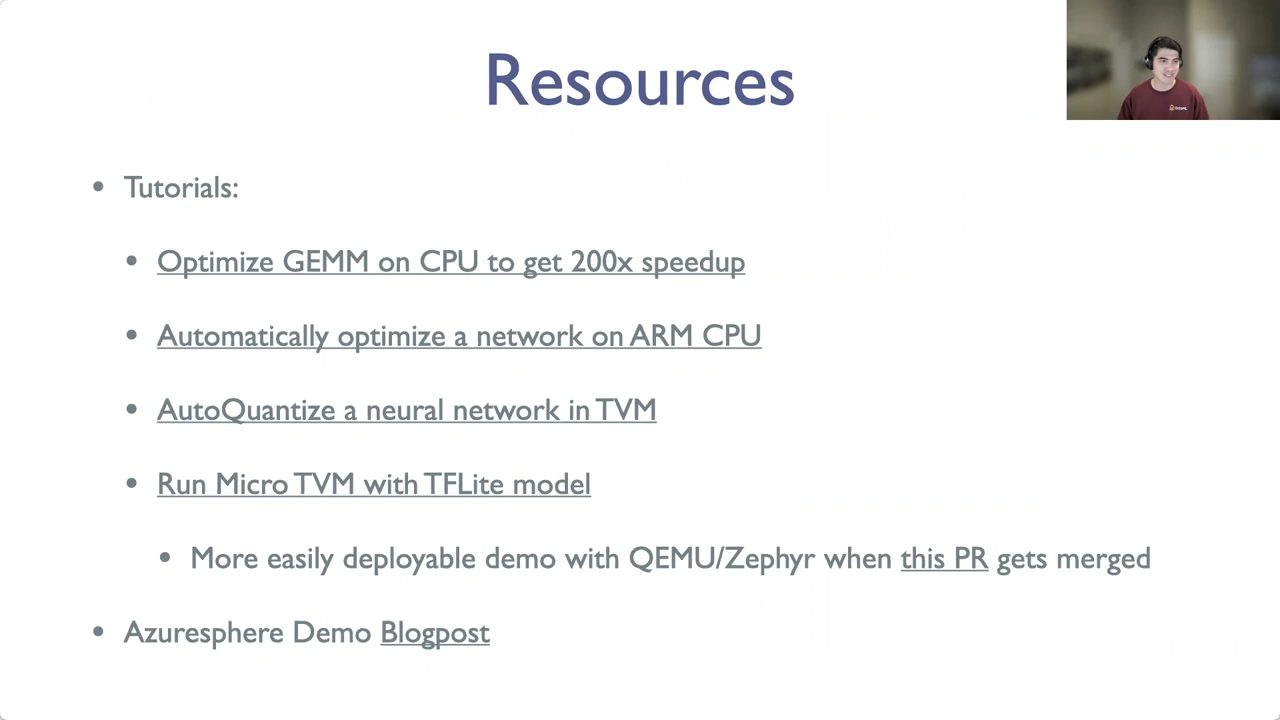 Resources
• Tutorials:
• Optimize GEMM on CPU to get 200x speedup
• Automatically optimize a network on ARM CPU
• AutoQuantize a neural network in TVM
• Run Micro TVM with TFLite model
• More easily deployable demo with QEMU/Zephyr when this PR gets merged
• Azuresphere Demo Blogpost